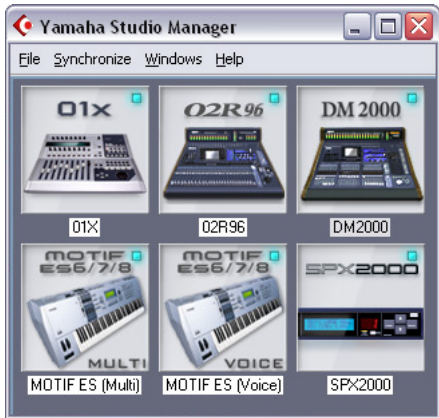 Yamaha Studio Manager
File Synchronize Windows Help
01x
02R96
DM2000
01X
02R96
DM2000
MOTIF
ES6/7/8
MULTI
MOTIF
ES6/7/8
VOICE
SPX2000
MOTIF ES (Multi)
MOTIF ES (Voice)
SPX2000